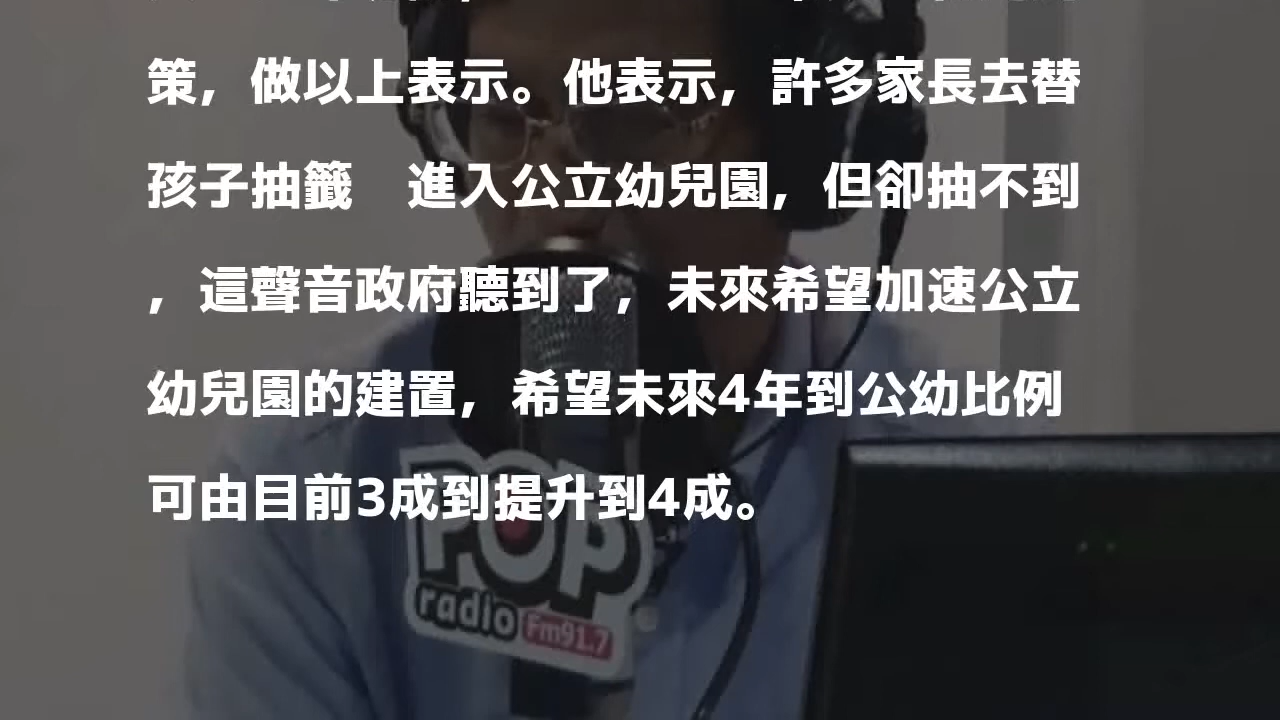 策，做以上表示。他表示，許多家長去替
孩子抽籤　進入公立幼兒園，但卻抽不到
，這聲音政府聽到了，未來希望加速公立
幼兒園的建置，希望未來4年到公幼比例
可由目前3成到提升到4成。
POP
radio
Fm91.7